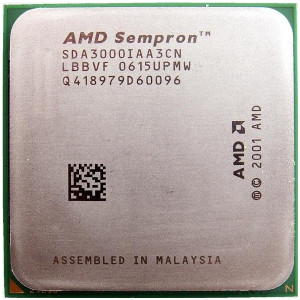 AMD Sempron™
SDA3000IAA3CN
LBBVF 0615UPMW
Q418979D60096
AMD
© 2001 AMD
ASSEMBLED IN MALAYSIA